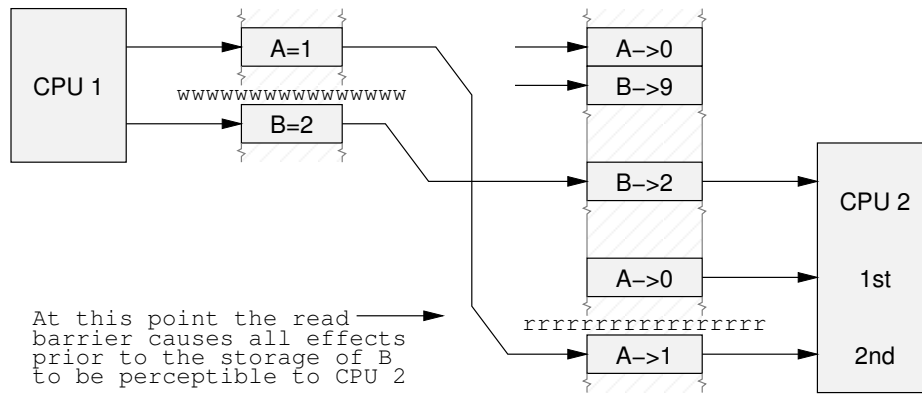 A=1
A->0
CPU 1
B->9
wwwwwwwwwwwwwwww
B=2
B->2
CPU 2
A->0
1st
At this point the read
barrier causes all effects
prior to the storage of B
to be perceptible to CPU 2
rrrrrrrrrrrrrrrrr
A->1
2nd